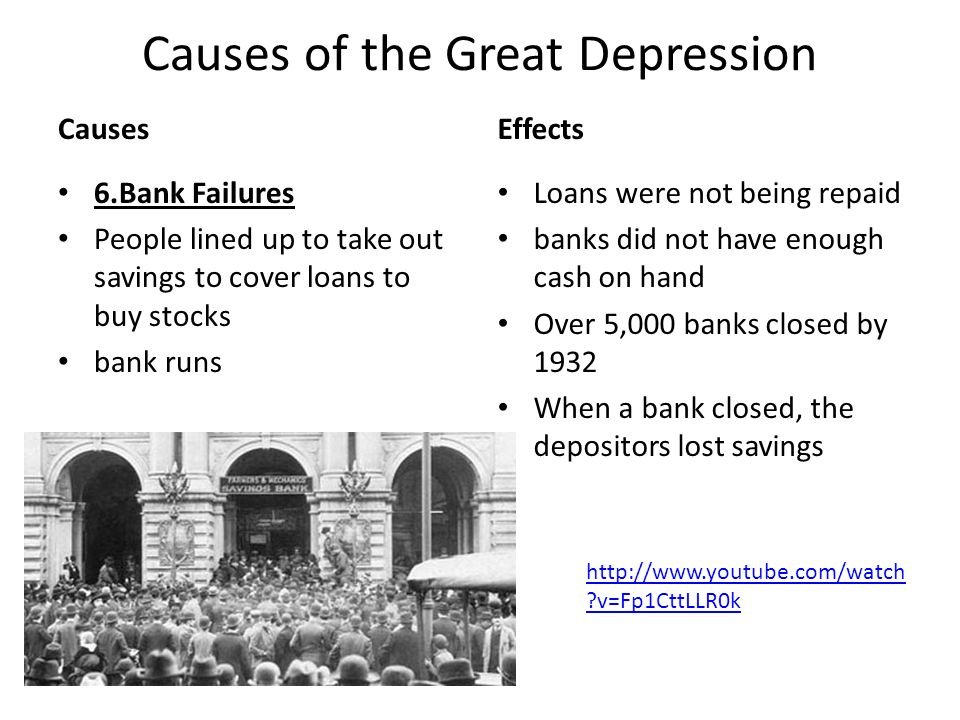 Causes of the Great Depression
Causes
• 6.Bank Failures
• People lined up to take out
savings to cover loans to
buy stocks
• bank runs
FARMERS & MECHANICS
SAVINGS BANK
Effects
• Loans were not being repaid
• banks did not have enough
cash on hand
• Over 5,000 banks closed by
1932
• When a bank closed, the
depositors lost savings
http://www.youtube.com/watch
?v=Fp1CttLLR0k